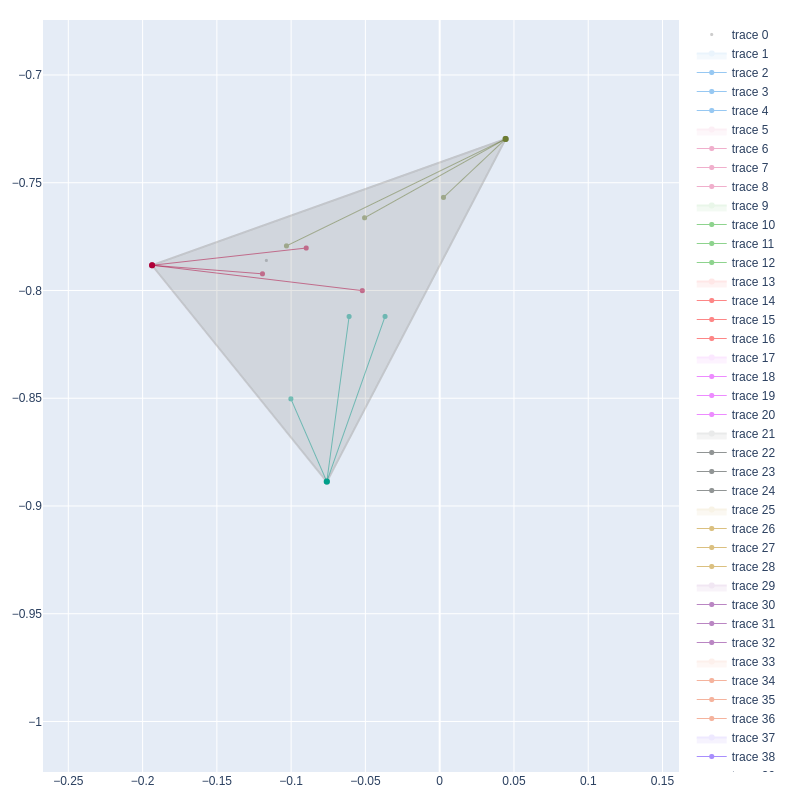 −0.7
−0.75
−0.8
−0.85
−0.9
−0.95
−1
−0.25
−0.2
−0.15
−0.1
−0.05
0
0.05
0.1
0.15
trace 0
trace 1
trace 2
trace 3
trace 4
trace 5
trace 6
trace 7
trace 8
trace 9
trace 10
trace 11
trace 12
trace 13
trace 14
trace 15
trace 16
trace 17
trace 18
trace 19
trace 20
trace 21
trace 22
trace 23
trace 24
trace 25
trace 26
trace 27
trace 28
trace 29
trace 30
trace 31
trace 32
trace 33
trace 34
trace 35
trace 36
trace 37
trace 38